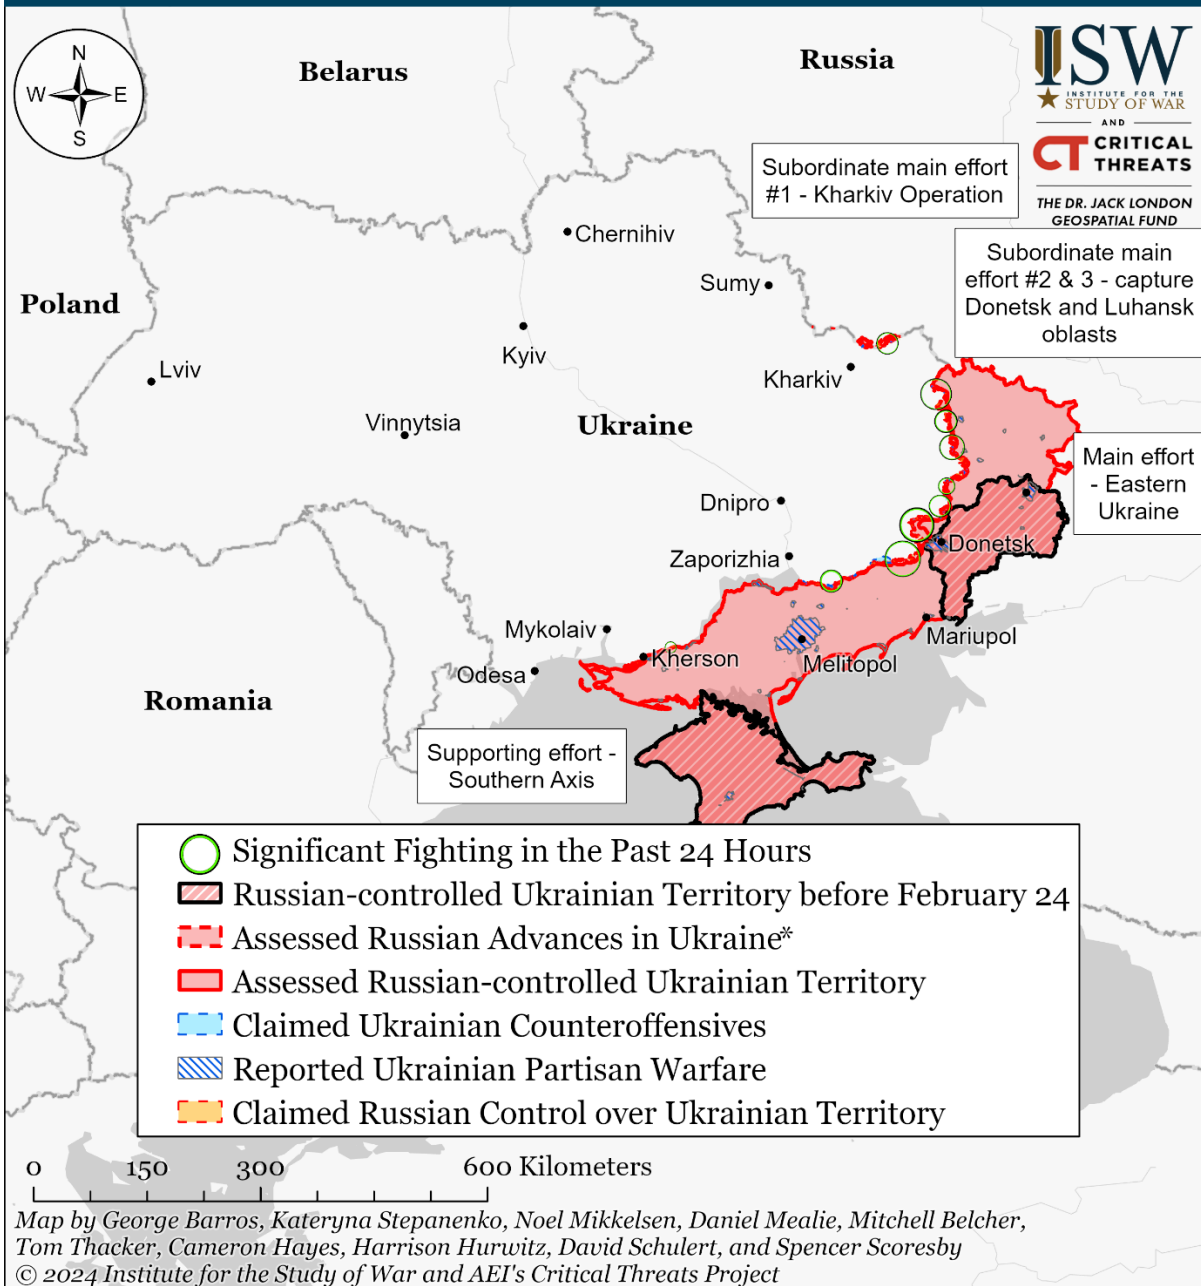 N
W
E
S
Belarus
Russia
ISW
INSTITUTE FOR THE
STUDY OF WAR
AND
CT CRITICAL
THREATS
THE DR. JACK LONDON
GEOSPATIAL FUND
Subordinate main effort
#1 - Kharkiv Operation
Subordinate main
effort #2 & 3 - capture
Donetsk and Luhansk
oblasts
Chernihiv
Sumy
Poland
Kyiv
Lviv
Kharkiv
Vinnytsia
Ukraine
Main effort
- Eastern
Ukraine
Dnipro
Donetsk
Zaporizhia
Mykolaiv
Mariupol
Kherson
Melitopol
Odesa
Romania
Supporting effort -
Southern Axis
Significant Fighting in the Past 24 Hours
Russian-controlled Ukrainian Territory before February 24
Assessed Russian Advances in Ukraine*
Assessed Russian-controlled Ukrainian Territory
Claimed Ukrainian Counteroffensives
Reported Ukrainian Partisan Warfare
Claimed Russian Control over Ukrainian Territory
0 150 300 600 Kilometers
Map by George Barros, Kateryna Stepanenko, Noel Mikkelsen, Daniel Mealie, Mitchell Belcher,
Tom Thacker, Cameron Hayes, Harrison Hurwitz, David Schulert, and Spencer Scoresby
© 2024 Institute for the Study of War and AEI's Critical Threats Project